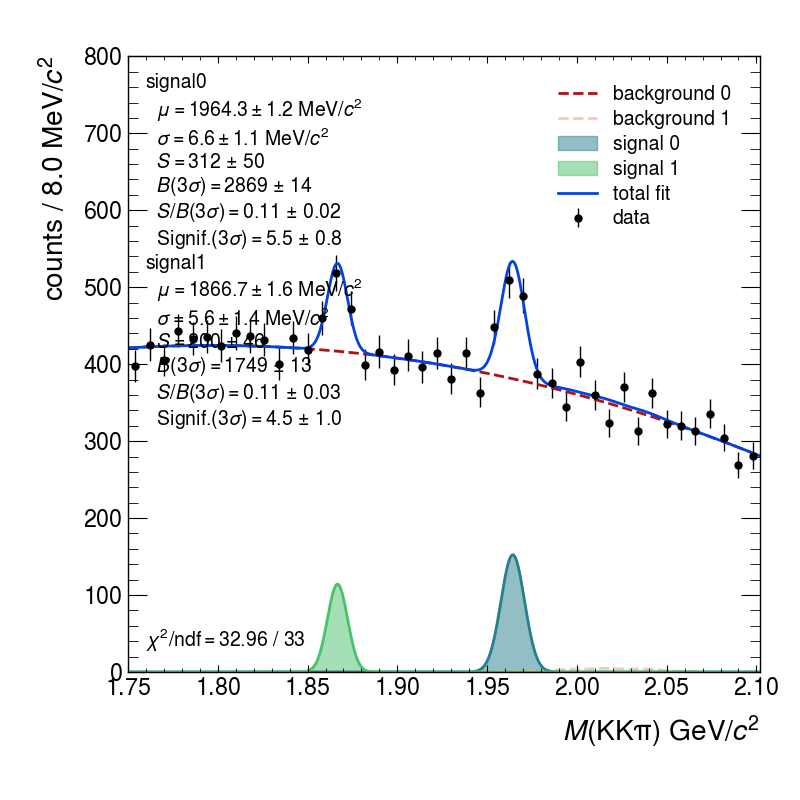 counts / 8.0 MeV/c²
800
700
600
500
400
300
200
100
0
signal0
μ = 1964.3 ± 1.2 MeV/c²
σ = 6.6 ± 1.1 MeV/c²
S = 312 ± 50
B(3σ) = 2869 ± 14
S/B(3σ) = 0.11 ± 0.02
Signif.(3σ) = 5.5 ± 0.8
signal1
μ = 1866.7 ± 1.6 MeV/c²
σ = 5.6 ± 1.4 MeV/c²
S = 200 ±
B(3σ) = 1749 ± 13
S/B(3σ) = 0.11 ± 0.03
Signif.(3σ) = 4.5 ± 1.0
background 0
background 1
signal 0
signal 1
total fit
data
χ²/ndf = 32.96 / 33
1.75 1.80 1.85 1.90 1.95 2.00 2.05 2.10
M(KKπ) GeV/c²